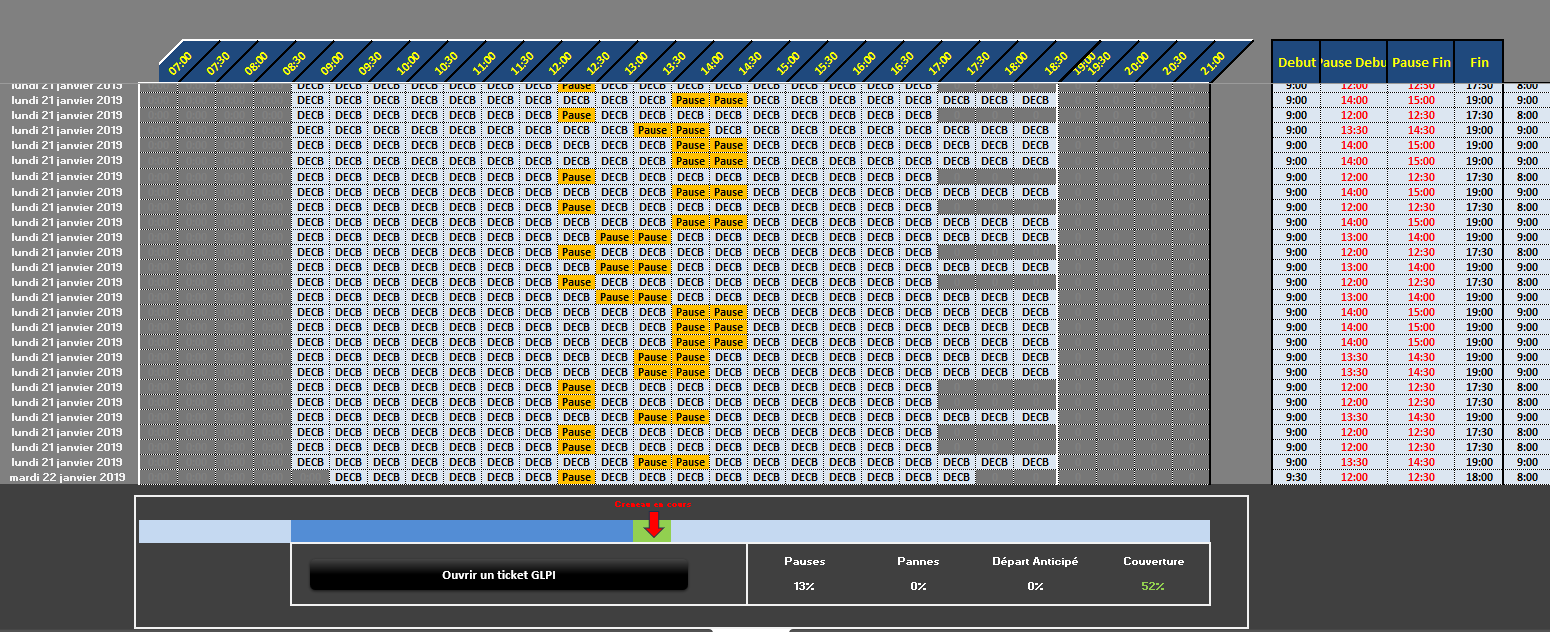 07:00 07:30 08:00 08:30 09:00 09:30 10:00 10:30 11:00 11:30 12:00 12:30 13:00 13:30 14:00 14:30 15:00 15:30 16:00 16:30 17:00 17:30 18:00 18:30 19:00 19:30 20:00 20:30 21:00 Debut ause Debu Pause Fin Fin
lundi 21 janvier 2019 DECB DECB DECB DECB DECB DECB DECB Pause DECB DECB DECB DECB DECB DECB DECB DECB DECB 9:00 12:00 12:30 17:30 8:00
lundi 21 janvier 2019 DECB DECB DECB DECB DECB DECB DECB DECB DECB DECB Pause Pause DECB DECB DECB DECB DECB DECB DECB DECB 9:00 14:00 15:00 19:00 9:00
lundi 21 janvier 2019 DECB DECB DECB DECB DECB DECB DECB Pause DECB DECB DECB DECB DECB DECB DECB DECB DECB 9:00 12:00 12:30 17:30 8:00
lundi 21 janvier 2019 DECB DECB DECB DECB DECB DECB DECB DECB DECB Pause Pause DECB DECB DECB DECB DECB DECB DECB DECB DECB 9:00 13:30 14:30 19:00 9:00
lundi 21 janvier 2019 DECB DECB DECB DECB DECB DECB DECB DECB DECB DECB Pause Pause DECB DECB DECB DECB DECB DECB DECB DECB 9:00 14:00 15:00 19:00 9:00
lundi 21 janvier 2019 DECB DECB DECB DECB DECB DECB DECB DECB DECB DECB Pause Pause DECB DECB DECB DECB DECB DECB DECB DECB 9:00 14:00 15:00 19:00 9:00
lundi 21 janvier 2019 DECB DECB DECB DECB DECB DECB DECB Pause DECB DECB DECB DECB DECB DECB DECB DECB DECB 9:00 12:00 12:30 17:30 8:00
lundi 21 janvier 2019 DECB DECB DECB DECB DECB DECB DECB DECB DECB DECB Pause Pause DECB DECB DECB DECB DECB DECB DECB DECB 9:00 14:00 15:00 19:00 9:00
lundi 21 janvier 2019 DECB DECB DECB DECB DECB DECB DECB Pause DECB DECB DECB DECB DECB DECB DECB DECB DECB 9:00 12:00 12:30 17:30 8:00
lundi 21 janvier 2019 DECB DECB DECB DECB DECB DECB DECB DECB DECB DECB Pause Pause DECB DECB DECB DECB DECB DECB DECB DECB 9:00 14:00 15:00 19:00 9:00
lundi 21 janvier 2019 DECB DECB DECB DECB DECB DECB DECB DECB Pause Pause DECB DECB DECB DECB DECB DECB DECB DECB DECB DECB 9:00 13:00 14:00 19:00 9:00
lundi 21 janvier 2019 DECB DECB DECB DECB DECB DECB DECB Pause DECB DECB DECB DECB DECB DECB DECB DECB DECB 9:00 12:00 12:30 17:30 8:00
lundi 21 janvier 2019 DECB DECB DECB DECB DECB DECB DECB DECB Pause Pause DECB DECB DECB DECB DECB DECB DECB DECB DECB DECB 9:00 13:00 14:00 19:00 9:00
lundi 21 janvier 2019 DECB DECB DECB DECB DECB DECB DECB Pause DECB DECB DECB DECB DECB DECB DECB DECB DECB 9:00 12:00 12:30 17:30 8:00
lundi 21 janvier 2019 DECB DECB DECB DECB DECB DECB DECB DECB Pause Pause DECB DECB DECB DECB DECB DECB DECB DECB DECB DECB 9:00 13:00 14:00 19:00 9:00
lundi 21 janvier 2019 DECB DECB DECB DECB DECB DECB DECB DECB DECB DECB Pause Pause DECB DECB DECB DECB DECB DECB DECB DECB 9:00 14:00 15:00 19:00 9:00
lundi 21 janvier 2019 DECB DECB DECB DECB DECB DECB DECB DECB DECB DECB Pause Pause DECB DECB DECB DECB DECB DECB DECB DECB 9:00 14:00 15:00 19:00 9:00
lundi 21 janvier 2019 DECB DECB DECB DECB DECB DECB DECB DECB DECB DECB Pause Pause DECB DECB DECB DECB DECB DECB DECB DECB 9:00 14:00 15:00 19:00 9:00
lundi 21 janvier 2019 DECB DECB DECB DECB DECB DECB DECB DECB DECB Pause Pause DECB DECB DECB DECB DECB DECB DECB DECB DECB 9:00 13:30 14:30 19:00 9:00
lundi 21 janvier 2019 DECB DECB DECB DECB DECB DECB DECB DECB DECB Pause Pause DECB DECB DECB DECB DECB DECB DECB DECB DECB 9:00 13:30 14:30 19:00 9:00
lundi 21 janvier 2019 DECB DECB DECB DECB DECB DECB DECB Pause DECB DECB DECB DECB DECB DECB DECB DECB DECB 9:00 12:00 12:30 17:30 8:00
lundi 21 janvier 2019 DECB DECB DECB DECB DECB DECB DECB Pause DECB DECB DECB DECB DECB DECB DECB DECB DECB 9:00 12:00 12:30 17:30 8:00
lundi 21 janvier 2019 DECB DECB DECB DECB DECB DECB DECB DECB DECB Pause Pause DECB DECB DECB DECB DECB DECB DECB DECB DECB 9:00 13:30 14:30 19:00 9:00
lundi 21 janvier 2019 DECB DECB DECB DECB DECB DECB DECB Pause DECB DECB DECB DECB DECB DECB DECB DECB DECB 9:00 12:00 12:30 17:30 8:00
lundi 21 janvier 2019 DECB DECB DECB DECB DECB DECB DECB Pause DECB DECB DECB DECB DECB DECB DECB DECB DECB 9:00 12:00 12:30 17:30 8:00
lundi 21 janvier 2019 DECB DECB DECB DECB DECB DECB DECB DECB DECB Pause Pause DECB DECB DECB DECB DECB DECB DECB DECB DECB 9:00 13:30 14:30 19:00 9:00
mardi 22 janvier 2019 DECB DECB DECB DECB DECB DECB Pause DECB DECB DECB DECB DECB DECB DECB DECB DECB DECB 9:30 12:00 12:30 18:00 8:00
Ouvrir un ticket GLPI
Pauses Pannes Départ Anticipé Couverture
13% 0% 0% 52%